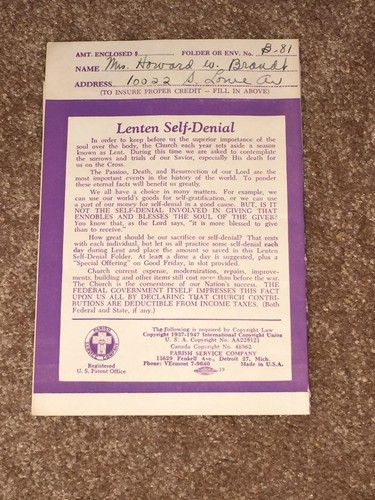 AMT. ENCLOSED $ FOLDER OR ENV. No. B-81
NAME Mrs. Howard W. Brandt
ADDRESS 10022 S. Lowe Av
(TO INSURE PROPER CREDIT - FILL IN ABOVE)
Lenten Self-Denial
In order to keep before us the superior importance of the
soul over the body, the Church each year sets aside a season
known as Lent. During this time we are asked to contemplate
the sorrows and trials of our Savior, especially His death for
us on the Cross.
The Passion, Death, and Resurrection of our Lord are the
most important events in the history of the world. To ponder
these eternal facts will benefit us greatly.
We all have a choice in many matters. For example, we
can use our world's goods for self-gratification, or we can use
a part of our money for self-denial in a good cause. BUT, IS IT
NOT THE SELF-DENIAL INVOLVED IN GIVING THAT
ENNOBLES AND BLESSES THE SOUL OF THE GIVER?
You know that, as the Lord says, "it is more blessed to give
than to receive."
How great should be our sacrifice or self-denial? That rests
with each individual, but let us all practice some self-denial each
day during Lent and place the amount so saved in this Lenten
Self-Denial Folder. At least a dime a day is suggested, plus a
"Special Offering" on Good Friday, in slot provided.
Church current expense, modernization, repairs, improve-
ments, building and other items still cost more than before the war.
The Church is the cornerstone of our Nation's success. THE
FEDERAL GOVERNMENT ITSELF IMPRESSES THIS FACT
UPON US ALL BY DECLARING THAT CHURCH CONTRI-
BUTIONS ARE DEDUCTIBLE FROM INCOME TAXES. (Both
Federal and State, if any.)
The following is required by Copyright Law
Copyright 1937-1947 International Copyright Union
U. S. A. Copyright No. AA228121
Canada Copyright No. 46962
PARISH SERVICE COMPANY
15629 Fenkell Ave., Detroit 27, Mich.
Phone: VErmont 7-9040 Made in U.S.A.
Registered
U. S. Patent Office
PARISH
SERVICE